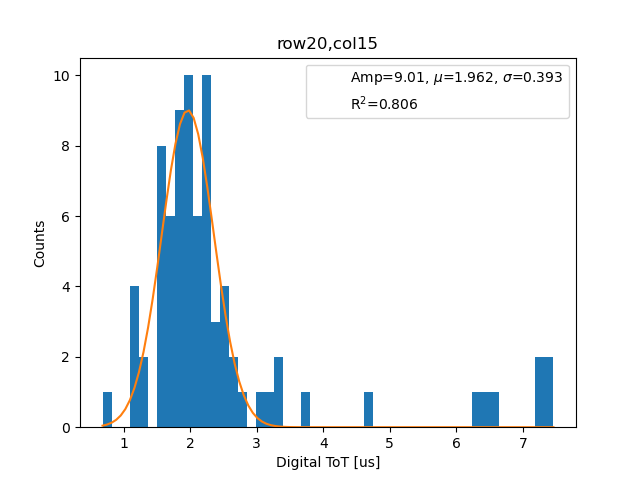 row20,col15
Amp=9.01, μ=1.962, σ=0.393
R²=0.806
10
8
6
4
2
0
Counts
1 2 3 4 5 6 7
Digital ToT [us]